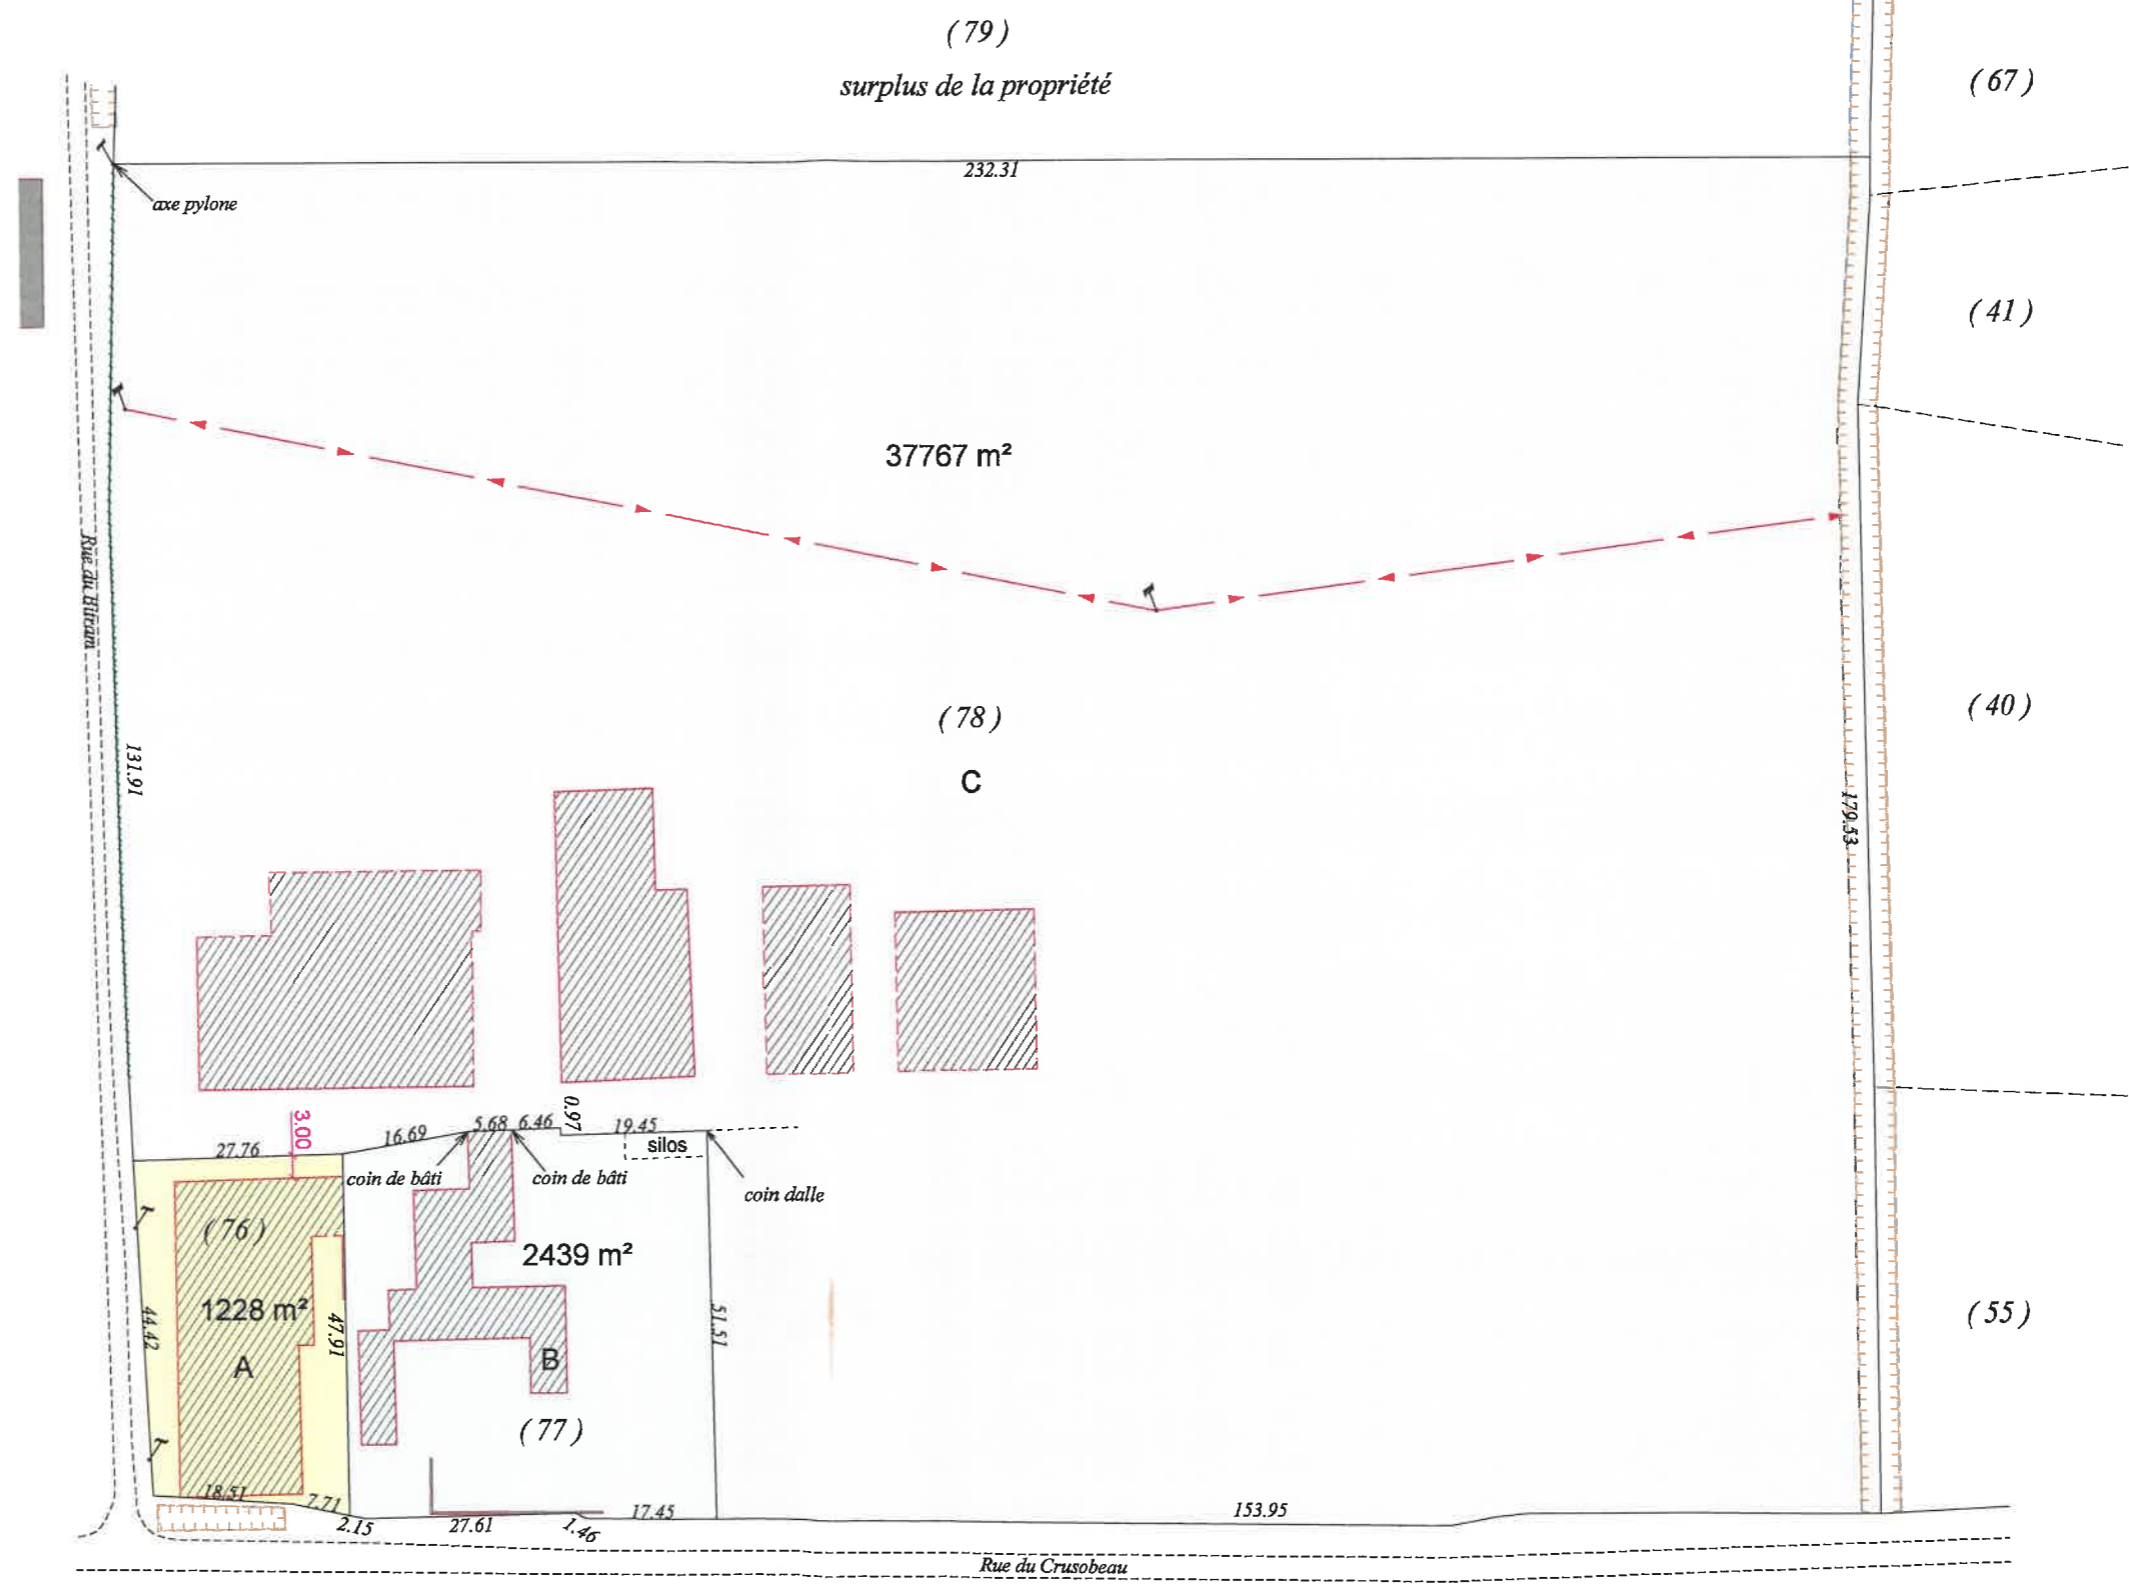 (79)
surplus de la propriété
(67)
232.31
axe pylone
(41)
37767 m²
Rue du Biïram
(78)
(40)
C
131.91
179.53
3.00
0.97
27.76
16.69
5.68
6.46
19.45
silos
coin de bâti
coin de bâti
coin dalle
(76)
2439 m²
1228 m²
44.42
47.91
51.51
(55)
A
B
(77)
18.51
7.71
2.15
27.61
1.46
17.45
153.95
Rue du Crusobeau